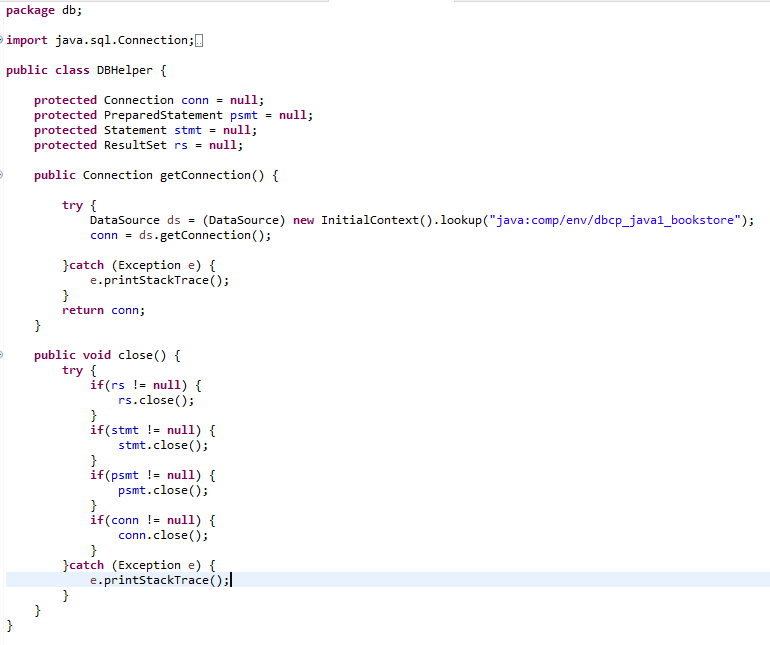 package db;
import java.sql.Connection;
public class DBHelper {
protected Connection conn = null;
protected PreparedStatement psmt = null;
protected Statement stmt = null;
protected ResultSet rs = null;
public Connection getConnection() {
try {
DataSource ds = (DataSource) new InitialContext().lookup("java:comp/env/dbcp_java1_bookstore");
conn = ds.getConnection();
}catch (Exception e) {
e.printStackTrace();
}
return conn;
}
public void close() {
try {
if(rs != null) {
rs.close();
}
if(stmt != null) {
stmt.close();
}
if(psmt != null) {
psmt.close();
}
if(conn != null) {
conn.close();
}
}catch (Exception e) {
e.printStackTrace();
}
}
}